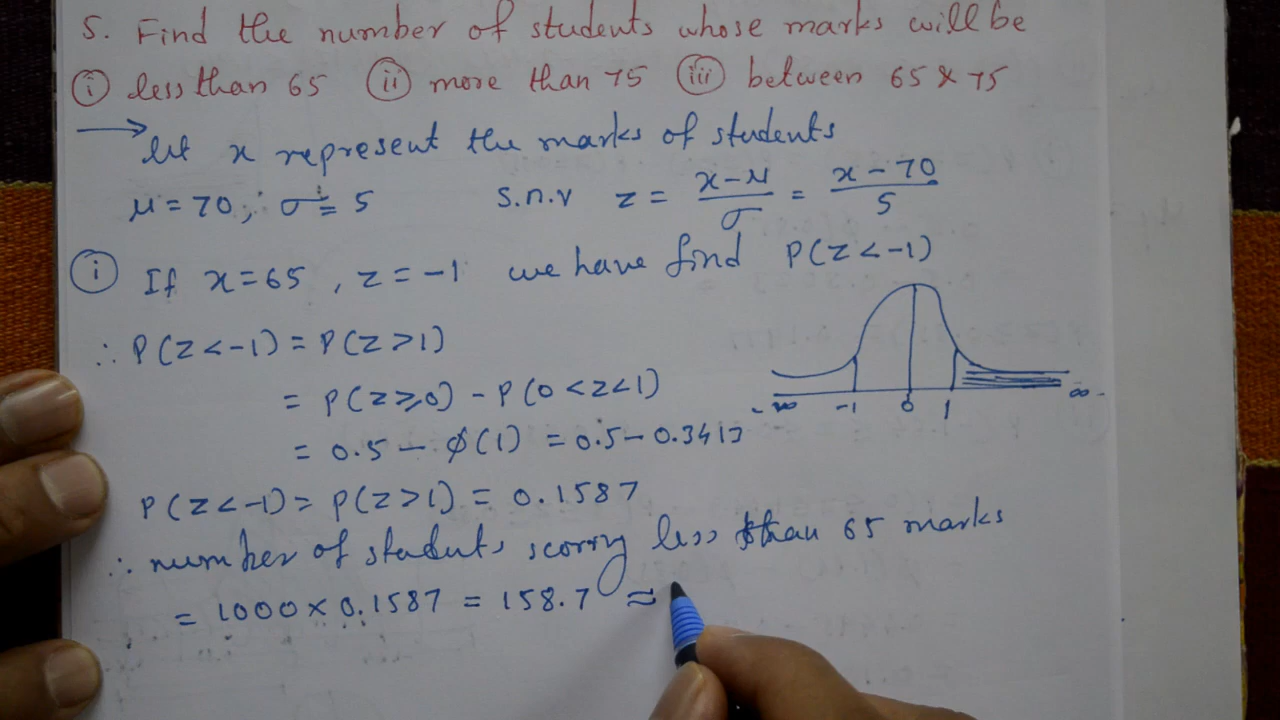 5. Find the number of students whose marks will be
(i) less than 65 (ii) more than 75 (iii) between 65 & 75
→ let x represent the marks of students
μ = 70; σ = 5 S.n.v z = (x-μ)/σ = (x-70)/5
(i) If x=65, z = -1 we have find P(z<-1)
∴ P(z<-1) = P(z>1)
= P(z≥0) - P(0<z<1)
= 0.5 - φ(1) = 0.5 - 0.3413
-∞ -1 0 1 ∞
P(z<-1) = P(z>1) = 0.1587
∴ number of students scoring less than 65 marks
= 1000 × 0.1587 = 158.7 ≈